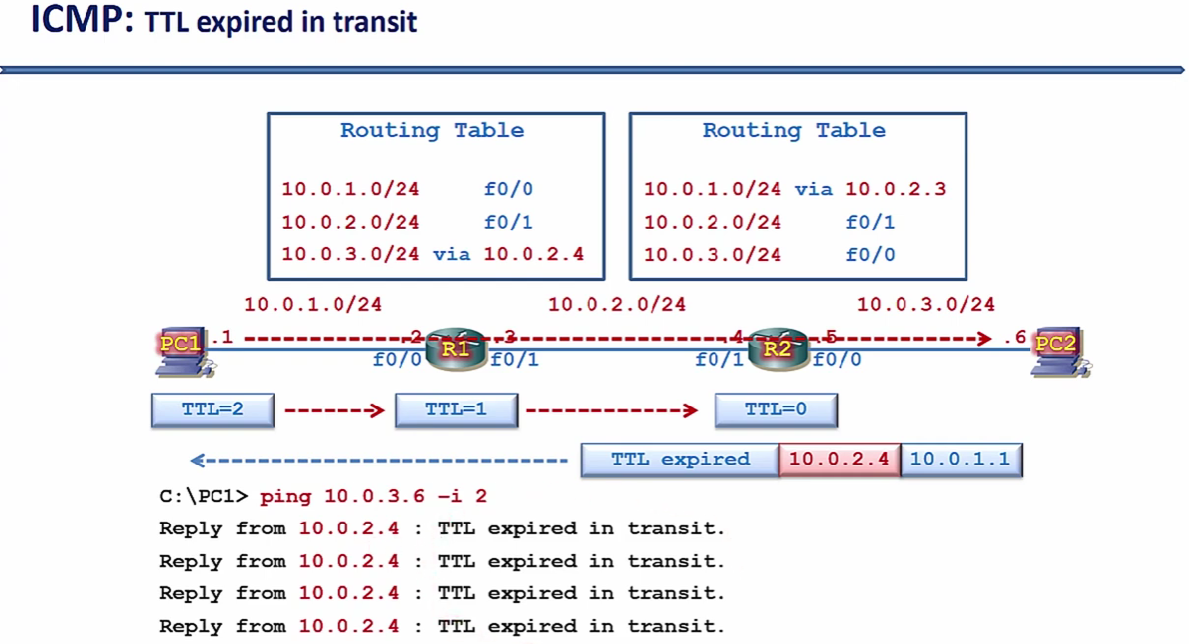 ICMP: TTL expired in transit
Routing Table
10.0.1.0/24 f0/0
10.0.2.0/24 f0/1
10.0.3.0/24 via 10.0.2.4
Routing Table
10.0.1.0/24 via 10.0.2.3
10.0.2.0/24 f0/1
10.0.3.0/24 f0/0
10.0.1.0/24 10.0.2.0/24 10.0.3.0/24
PC1 .1 .2 R1 .3 .4 R2 .5 .6 PC2
f0/0 f0/1 f0/1 f0/0
TTL=2 TTL=1 TTL=0
TTL expired 10.0.2.4 10.0.1.1
C:\PC1> ping 10.0.3.6 –i 2
Reply from 10.0.2.4 : TTL expired in transit.
Reply from 10.0.2.4 : TTL expired in transit.
Reply from 10.0.2.4 : TTL expired in transit.
Reply from 10.0.2.4 : TTL expired in transit.